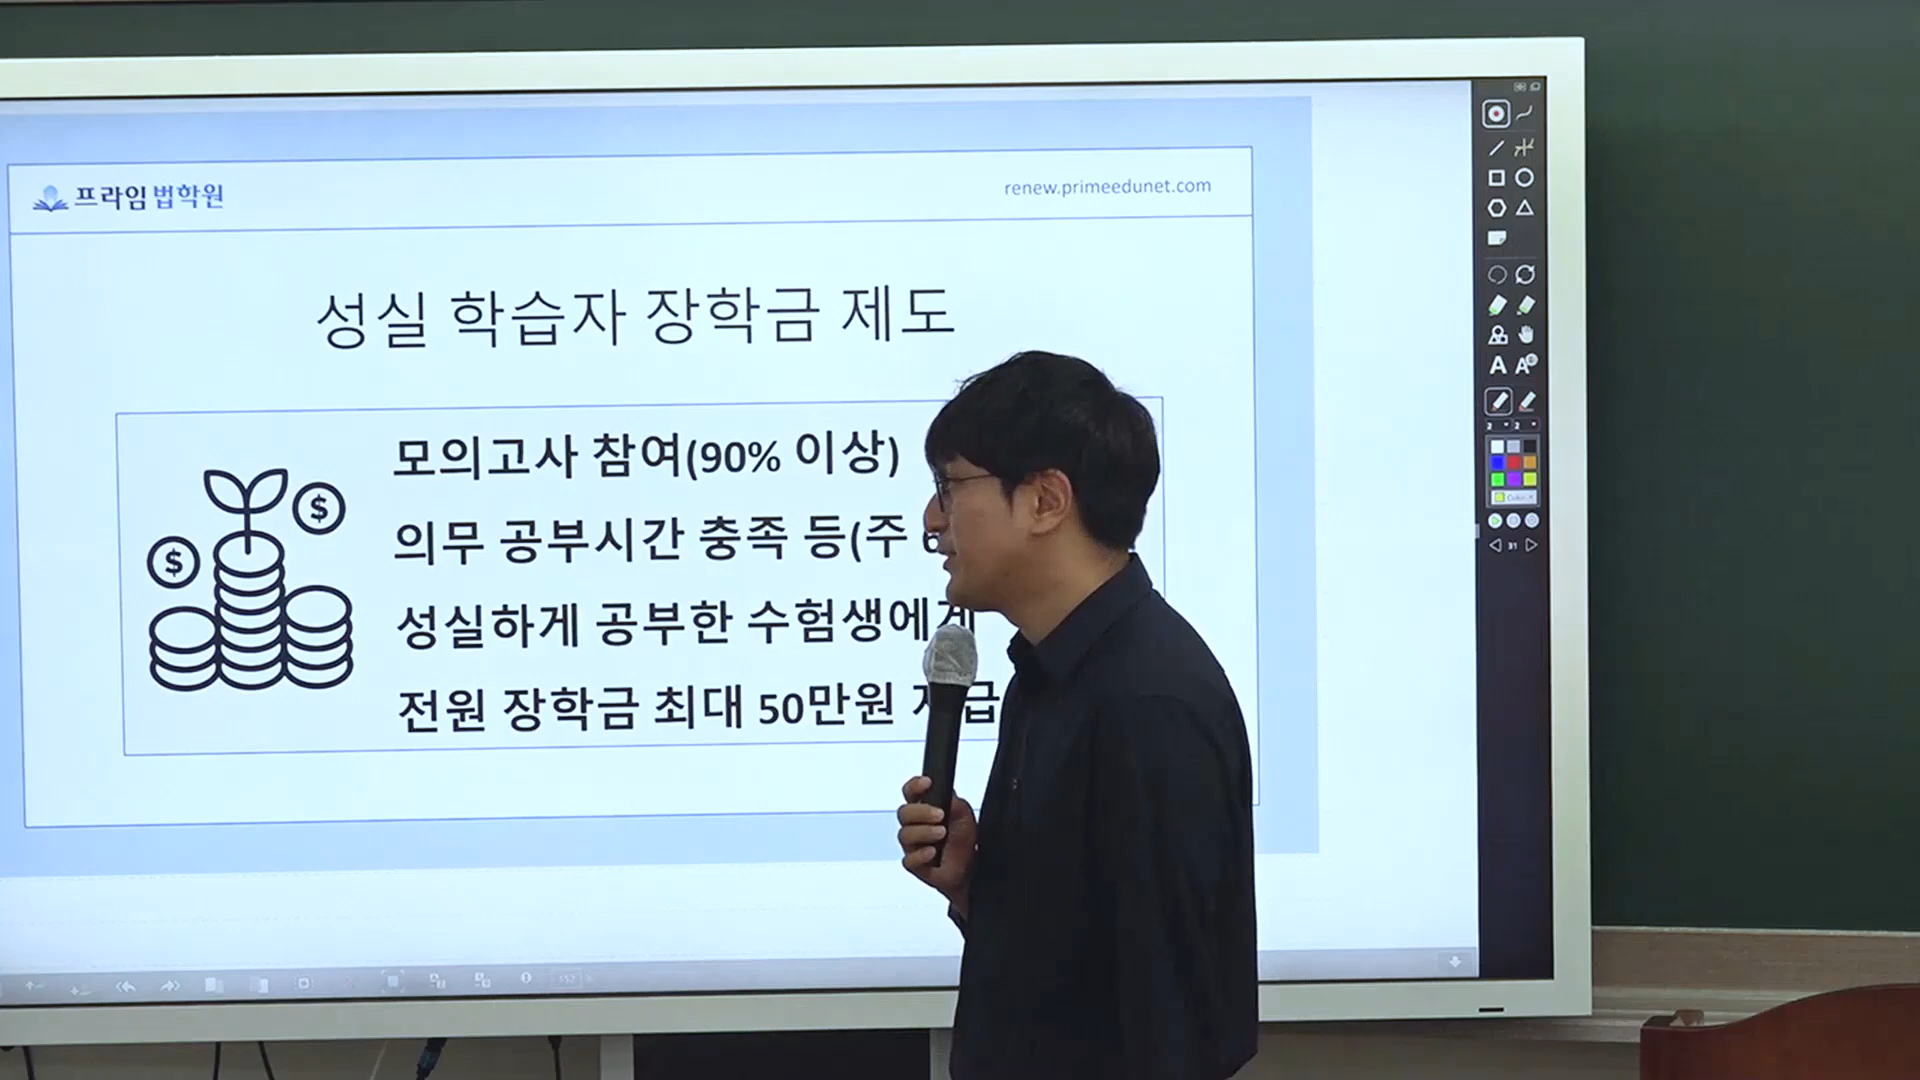 프라임법학원
renew.primeedunet.com
성실 학습자 장학금 제도
모의고사 참여(90% 이상)
의무 공부시간 충족 등(주
성실하게 공부한 수험생에게
전원 장학금 최대 50만원 지급